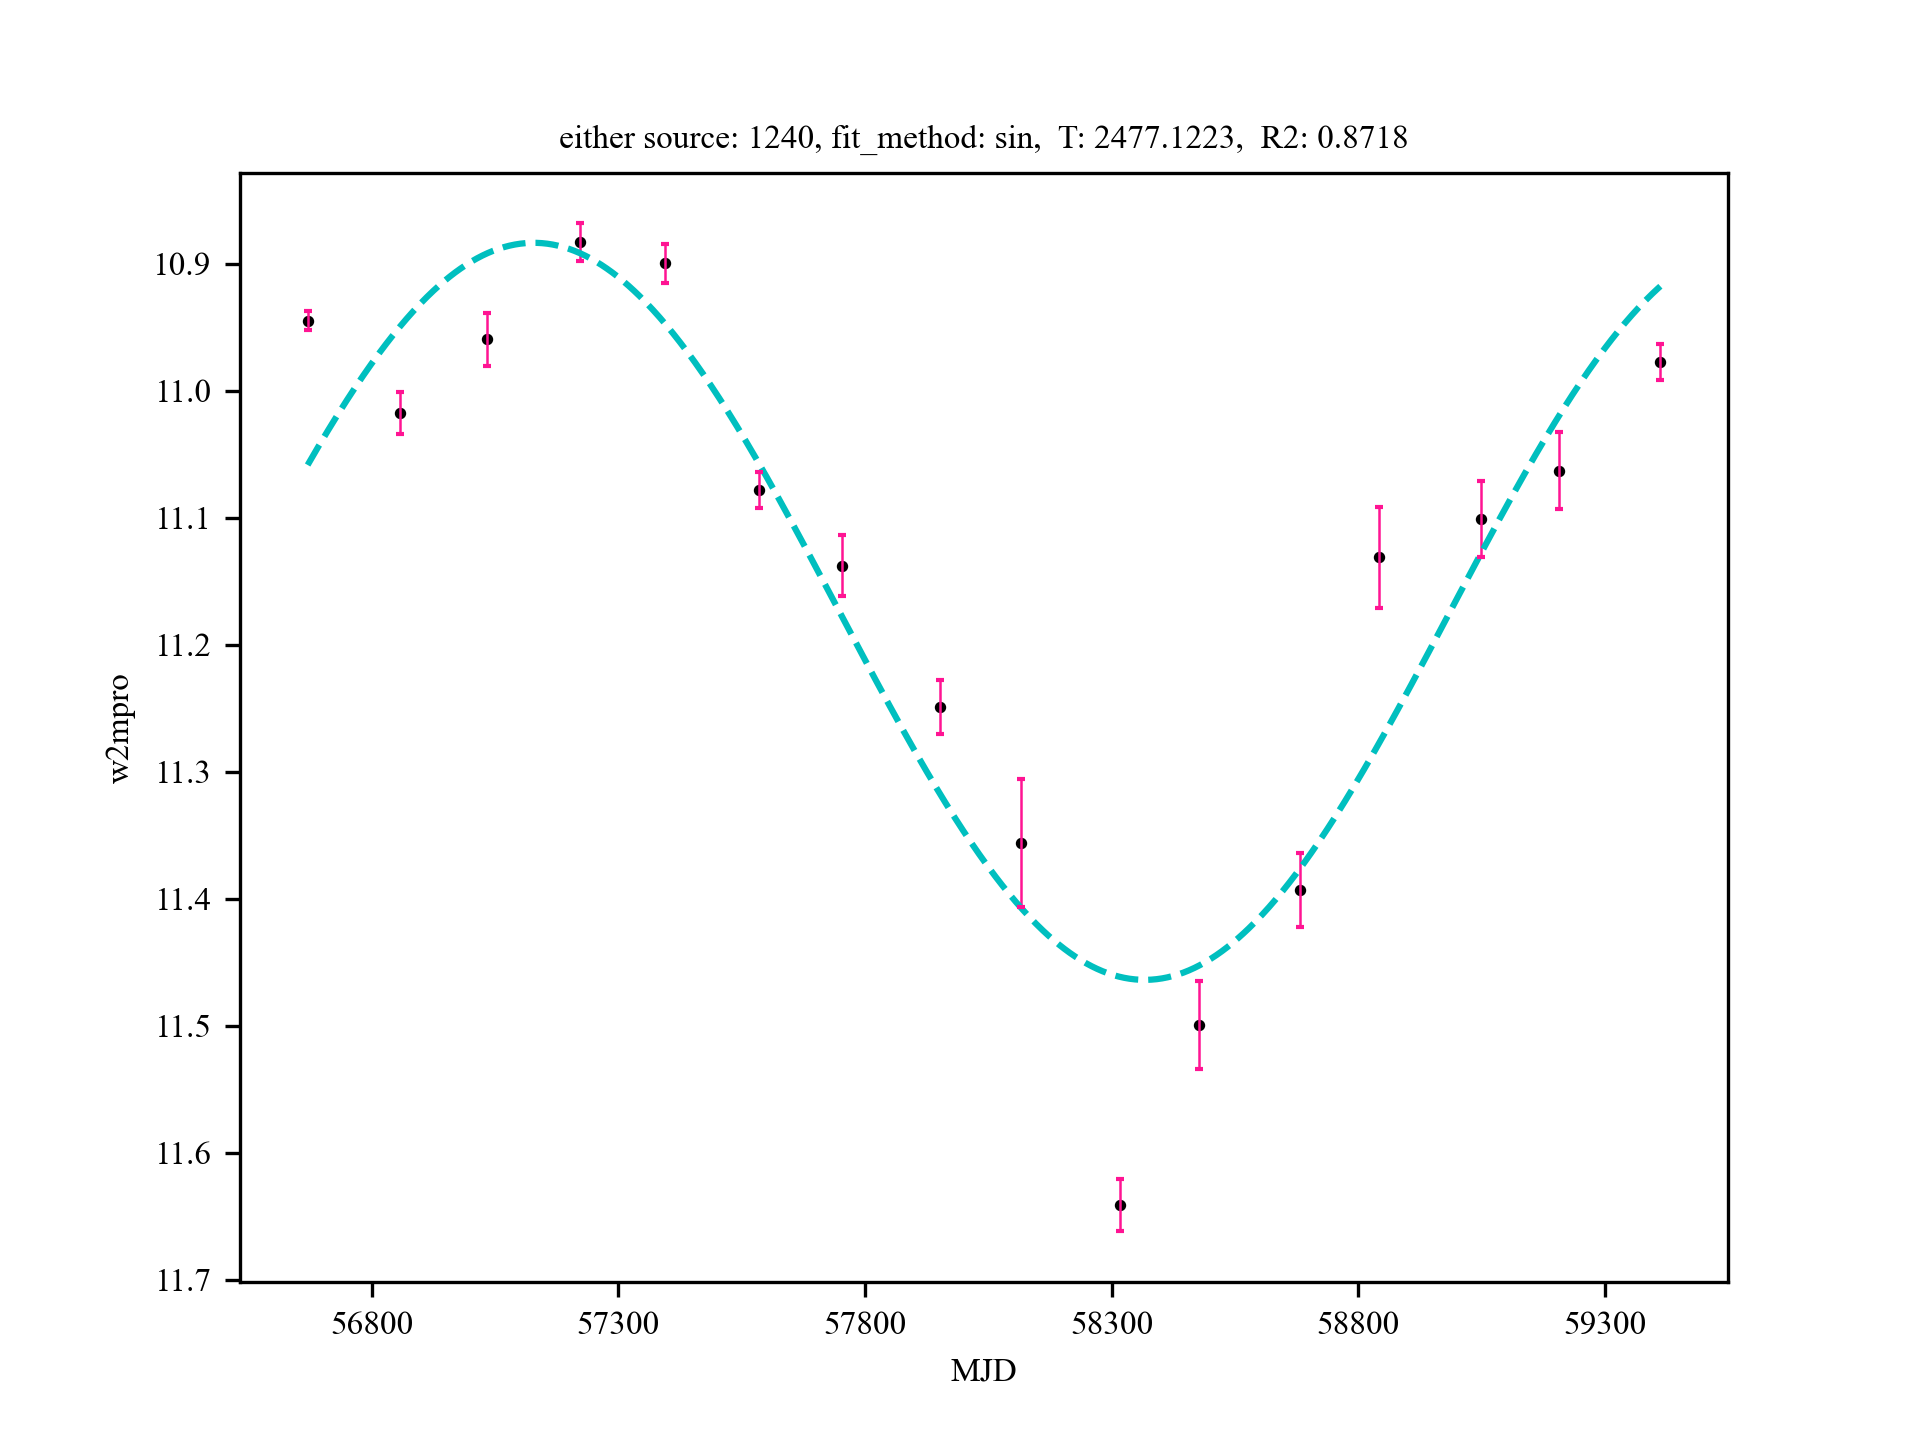 either source: 1240, fit_method: sin,  T: 2477.1223,  R2: 0.8718
10.9
11.0
11.1
11.2
11.3
11.4
11.5
11.6
11.7
w2mpro
56800 57300 57800 58300 58800 59300
MJD